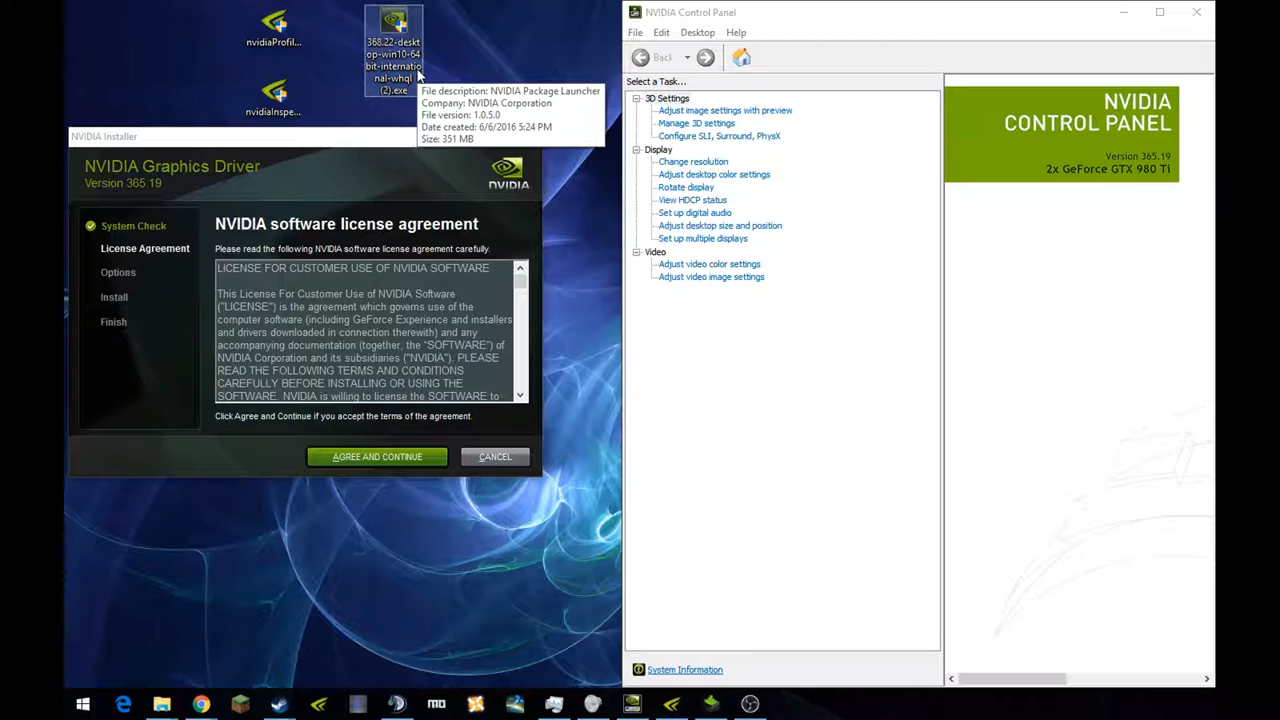 nvidiaProfil...
368.22-deskt
op-win10-64
bit-internatio
nal-whql
(2).exe
nvidiaInspe...
File description: NVIDIA Package Launcher
Company: NVIDIA Corporation
File version: 1.0.5.0
Date created: 6/6/2016 5:24 PM
Size: 351 MB
NVIDIA Installer
NVIDIA Graphics Driver
Version 365.19
NVIDIA
System Check
License Agreement
Options
Install
Finish
NVIDIA software license agreement
Please read the following NVIDIA software license agreement carefully.
LICENSE FOR CUSTOMER USE OF NVIDIA SOFTWARE
This License For Customer Use of NVIDIA Software
("LICENSE") is the agreement which governs use of the
computer software (including GeForce Experience and installers
and drivers downloaded in connection therewith) and any
accompanying documentation (together, the "SOFTWARE") of
NVIDIA Corporation and its subsidiaries ("NVIDIA"). PLEASE
READ THE FOLLOWING TERMS AND CONDITIONS
CAREFULLY BEFORE INSTALLING OR USING THE
SOFTWARE. NVIDIA is willing to license the SOFTWARE to
Click Agree and Continue if you accept the terms of the agreement.
AGREE AND CONTINUE
CANCEL
NVIDIA Control Panel
File Edit Desktop Help
Back
Select a Task...
3D Settings
Adjust image settings with preview
Manage 3D settings
Configure SLI, Surround, PhysX
Display
Change resolution
Adjust desktop color settings
Rotate display
View HDCP status
Set up digital audio
Adjust desktop size and position
Set up multiple displays
Video
Adjust video color settings
Adjust video image settings
System Information
NVIDIA
CONTROL PANEL
Version 365.19
2x GeForce GTX 980 Ti